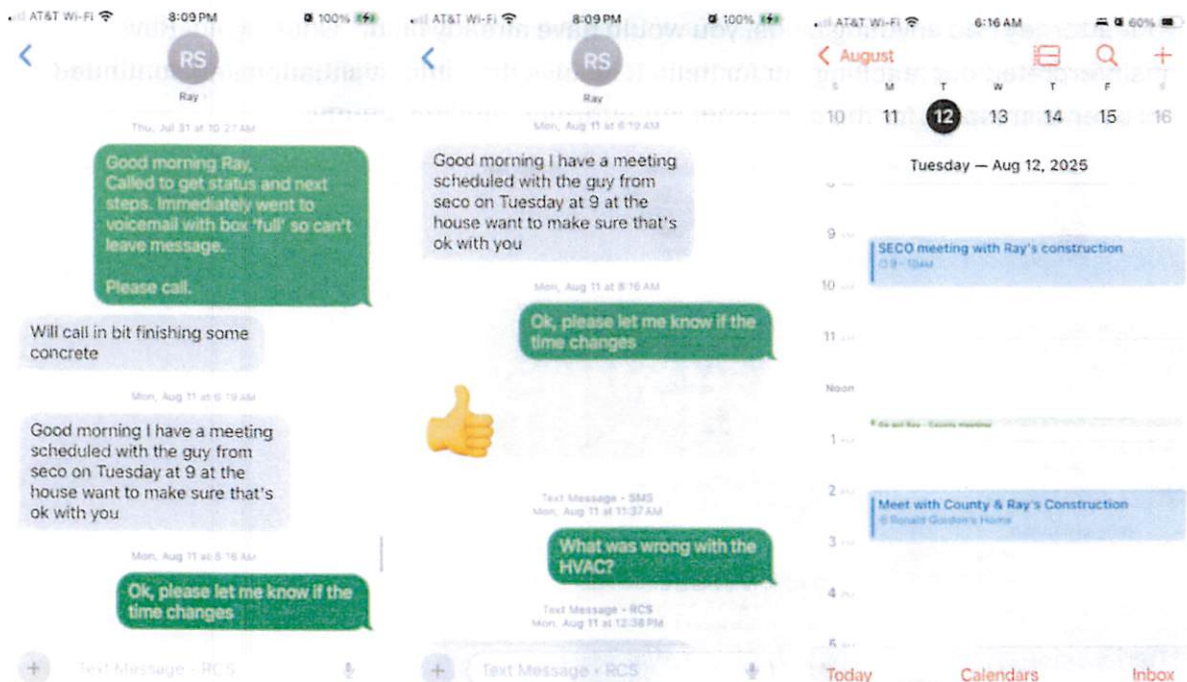 AT&T Wi-Fi 8:09 PM 100%
RS
Ray
Thu, Jul 31 at 10:27 AM
Good morning Ray,
Called to get status and next
steps. Immediately went to
voicemail with box 'full' so can't
leave message.
Please call.
Will call in bit finishing some
concrete
Mon, Aug 11 at 6:19 AM
Good morning I have a meeting
scheduled with the guy from
seco on Tuesday at 9 at the
house want to make sure that's
ok with you
Mon, Aug 11 at 8:16 AM
Ok, please let me know if the
time changes
Text Message - RCS
AT&T Wi-Fi 8:09 PM 100%
RS
Ray
Mon, Aug 11 at 6:19 AM
Good morning I have a meeting
scheduled with the guy from
seco on Tuesday at 9 at the
house want to make sure that's
ok with you
Mon, Aug 11 at 8:16 AM
Ok, please let me know if the
time changes
Text Message - SMS
Mon, Aug 11 at 11:37 AM
What was wrong with the
HVAC?
Text Message - RCS
Mon, Aug 11 at 12:38 PM
Text Message - RCS
AT&T Wi-Fi 6:16 AM 60%
August
S M T W T F S
10 11 12 13 14 15 16
Tuesday — Aug 12, 2025
9
SECO meeting with Ray's construction
9 - 10AM
10
11
Noon
1
2
Meet with County & Ray's Construction
Ronald Gordon's Home
3
4
5
Today Calendars Inbox